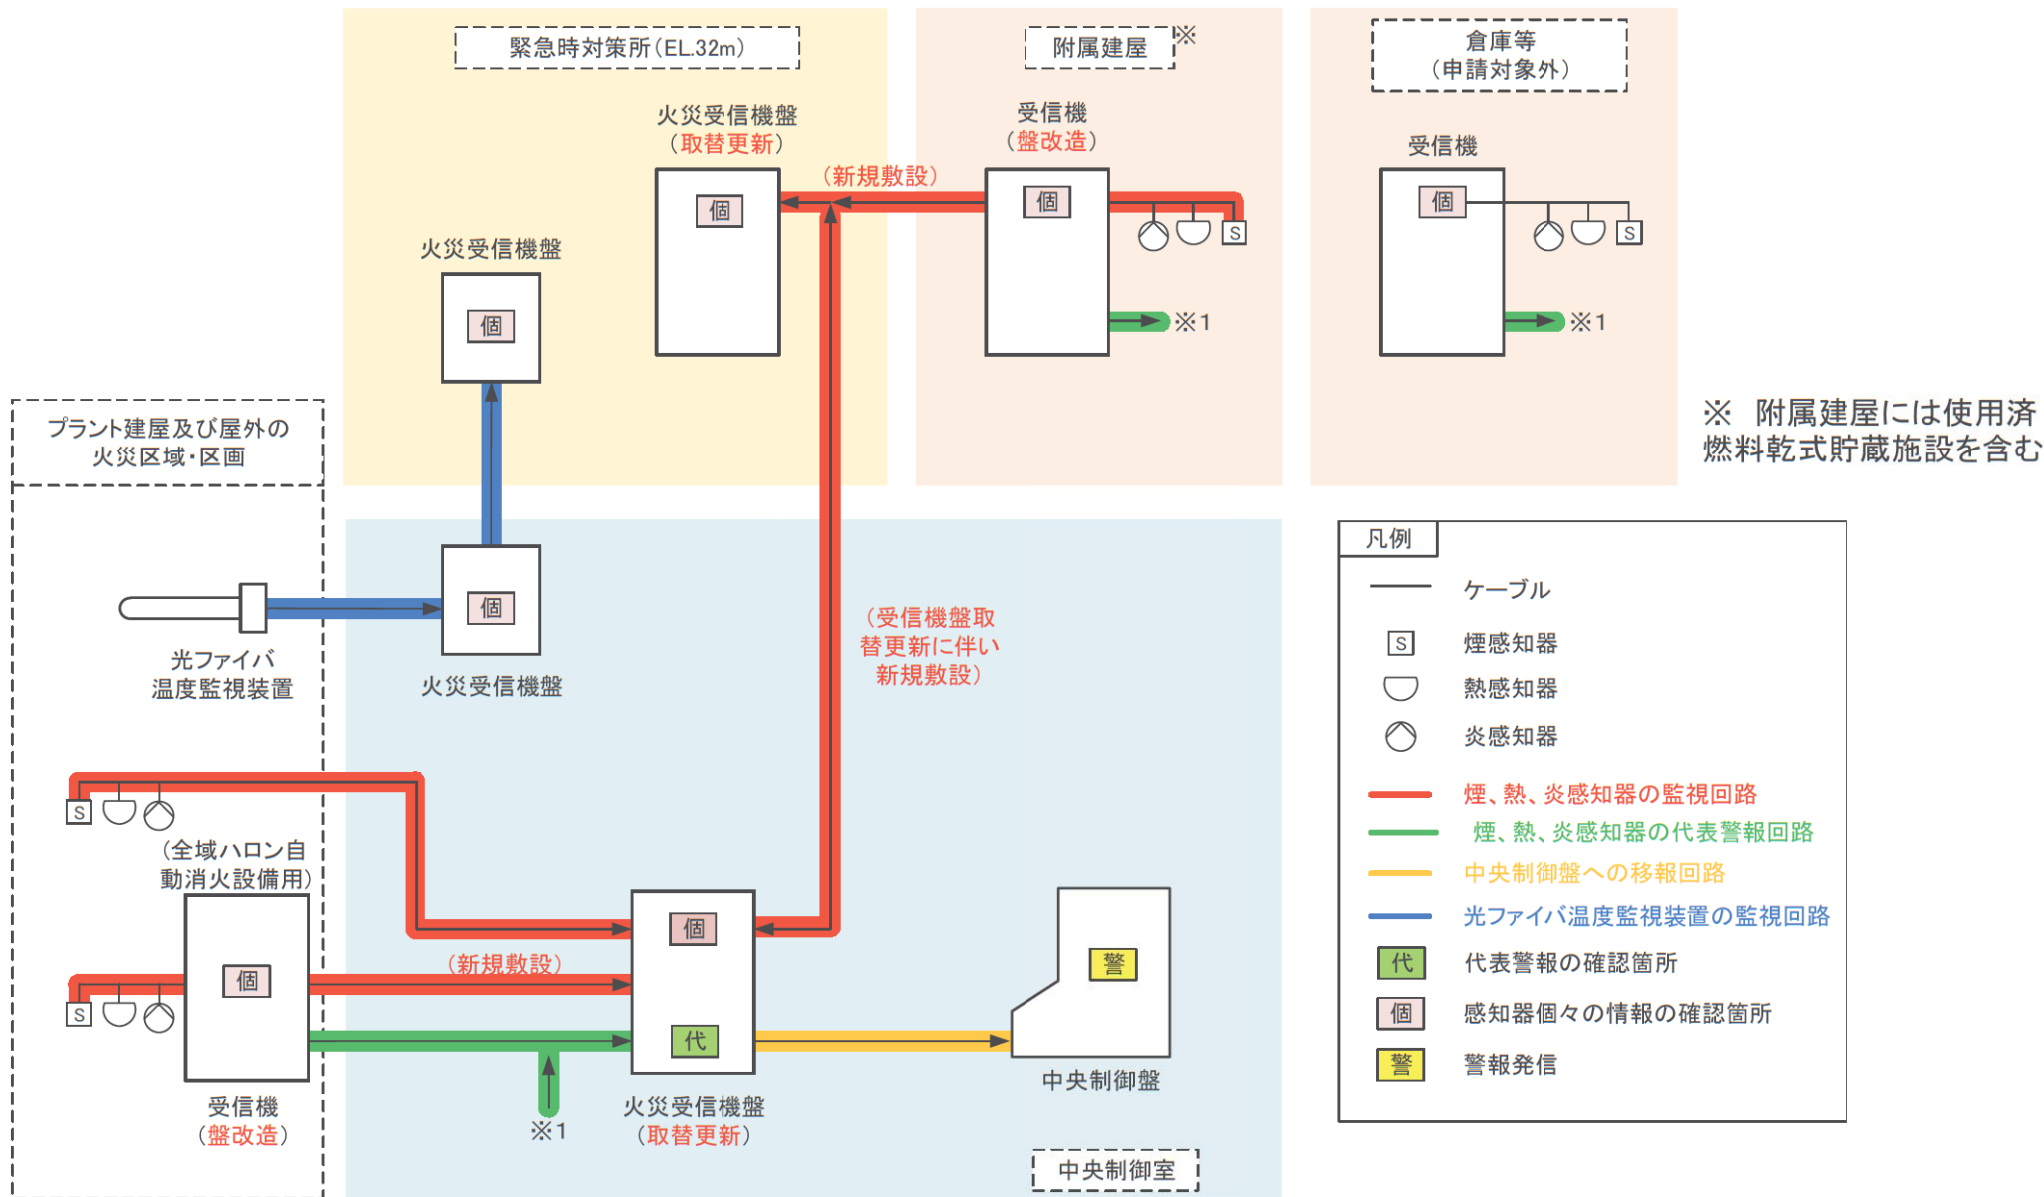 緊急時対策所(EL.32m)
附属建屋
※
倉庫等
(申請対象外)
火災受信機盤
(取替更新)
個
受信機
(盤改造)
個
S
(新規敷設)
※1
受信機
個
S
※1
火災受信機盤
個
※ 附属建屋には使用済
燃料乾式貯蔵施設を含む
プラント建屋及び屋外の
火災区域・区画
光ファイバ
温度監視装置
個
火災受信機盤
(受信機盤取
替更新に伴い
新規敷設)
S
(全域ハロン自
動消火設備用)
個
S
受信機
(盤改造)
(新規敷設)
※1
個
代
火災受信機盤
(取替更新)
警
中央制御盤
中央制御室
凡例
ケーブル
S
煙感知器
熱感知器
炎感知器
煙、熱、炎感知器の監視回路
煙、熱、炎感知器の代表警報回路
中央制御盤への移報回路
光ファイバ温度監視装置の監視回路
代
代表警報の確認箇所
個
感知器個々の情報の確認箇所
警
警報発信